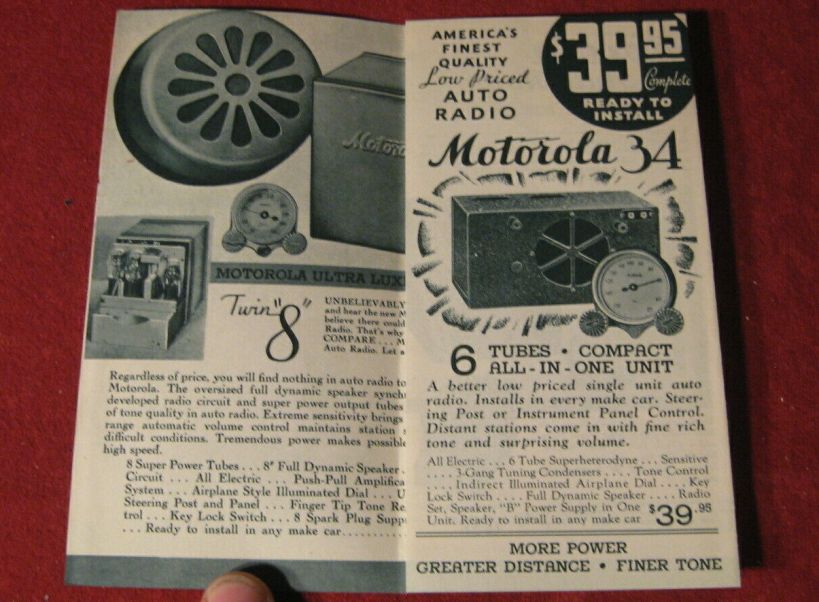 Motoro
MOTOROLA ULTRA LUX
Twin "8"
UNBELIEVABLY
and hear the new M
believe there could
Radio. That's why
COMPARE . . . M
Auto Radio. Let a
Regardless of price, you will find nothing in auto radio to
Motorola. The oversized full dynamic speaker synch
developed radio circuit and super power output tubes
of tone quality in auto radio. Extreme sensitivity brings
range automatic volume control maintains station s
difficult conditions. Tremendous power makes possible
high speed.
8 Super Power Tubes . . . 8" Full Dynamic Speaker .
Circuit . . . All Electric . . . Push-Pull Amplifica
System . . . Airplane Style Illuminated Dial . . . U
Steering Post and Panel . . . Finger Tip Tone Re
trol . . . Key Lock Switch . . . 8 Spark Plug Supp
. . . Ready to install in any make car . . . . . . . .
AMERICA'S
FINEST
QUALITY
Low Priced
AUTO
RADIO
$39.95
Complete
READY TO
INSTALL
Motorola 34
6 TUBES • COMPACT
ALL-IN-ONE UNIT
A better low priced single unit auto
radio. Installs in every make car. Steer-
ing Post or Instrument Panel Control.
Distant stations come in with fine rich
tone and surprising volume.
All Electric . . . 6 Tube Superheterodyne . . . Sensitive
. . . . 3-Gang Tuning Condensers . . . . Tone Control
. . . . Indirect Illuminated Airplane Dial . . . . Key
Lock Switch . . . . Full Dynamic Speaker . . . . Radio
Set, Speaker, "B" Power Supply in One
Unit. Ready to install in any make car $39.95
MORE POWER
GREATER DISTANCE • FINER TONE